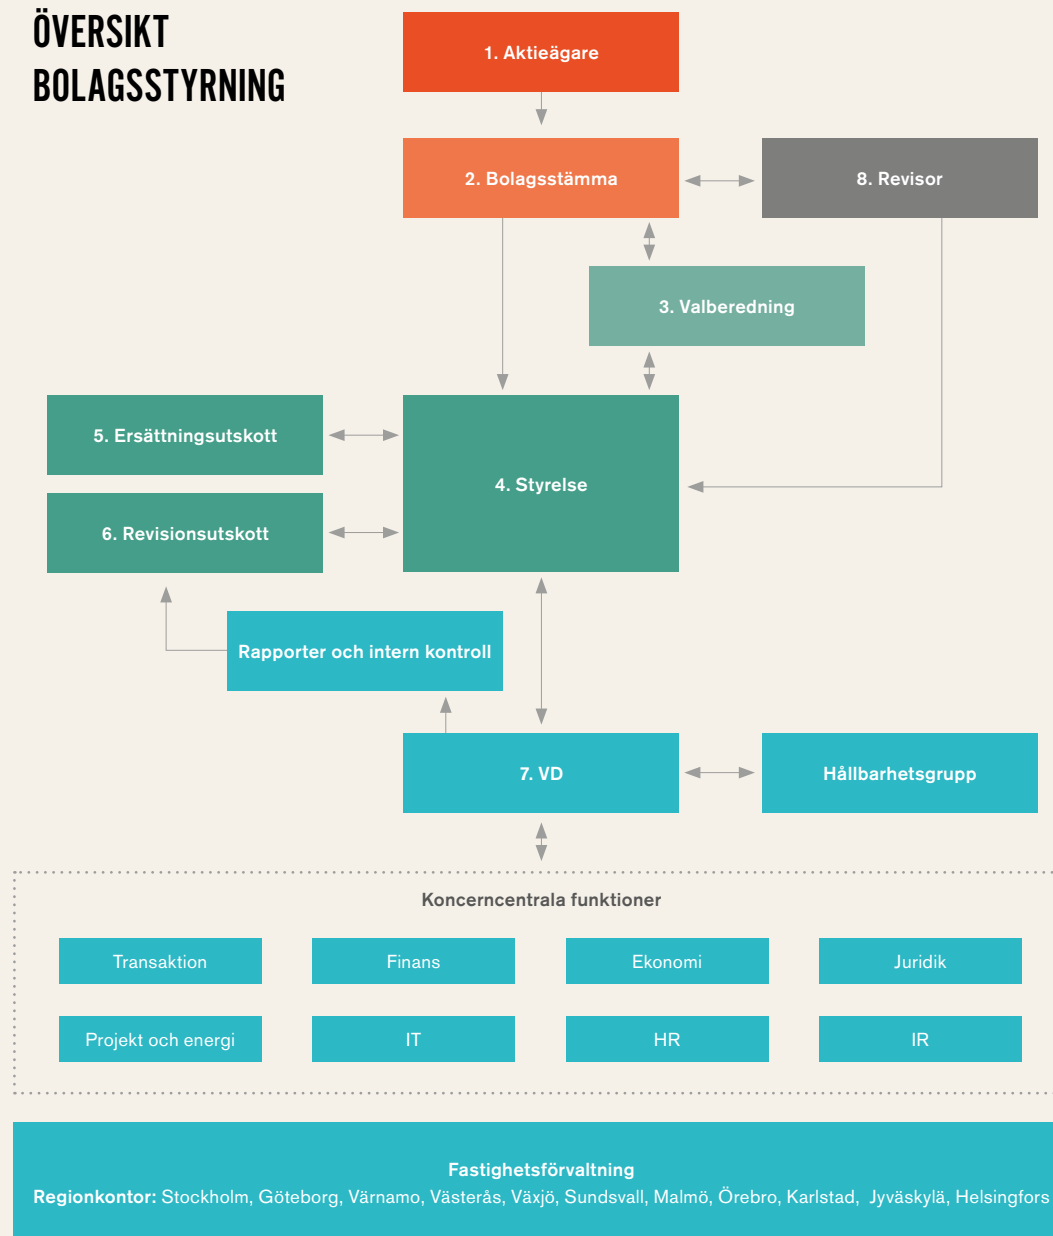 ÖVERSIKT
BOLAGSSTYRNING
1. Aktieägare
2. Bolagsstämma
8. Revisor
3. Valberedning
5. Ersättningsutskott
4. Styrelse
6. Revisionsutskott
Rapporter och intern kontroll
7. VD
Hållbarhetsgrupp
Koncerncentrala funktioner
Transaktion
Finans
Ekonomi
Juridik
Projekt och energi
IT
HR
IR
Fastighetsförvaltning
Regionkontor: Stockholm, Göteborg, Värnamo, Västerås, Växjö, Sundsvall, Malmö, Örebro, Karlstad, Jyväskylä, Helsingfors